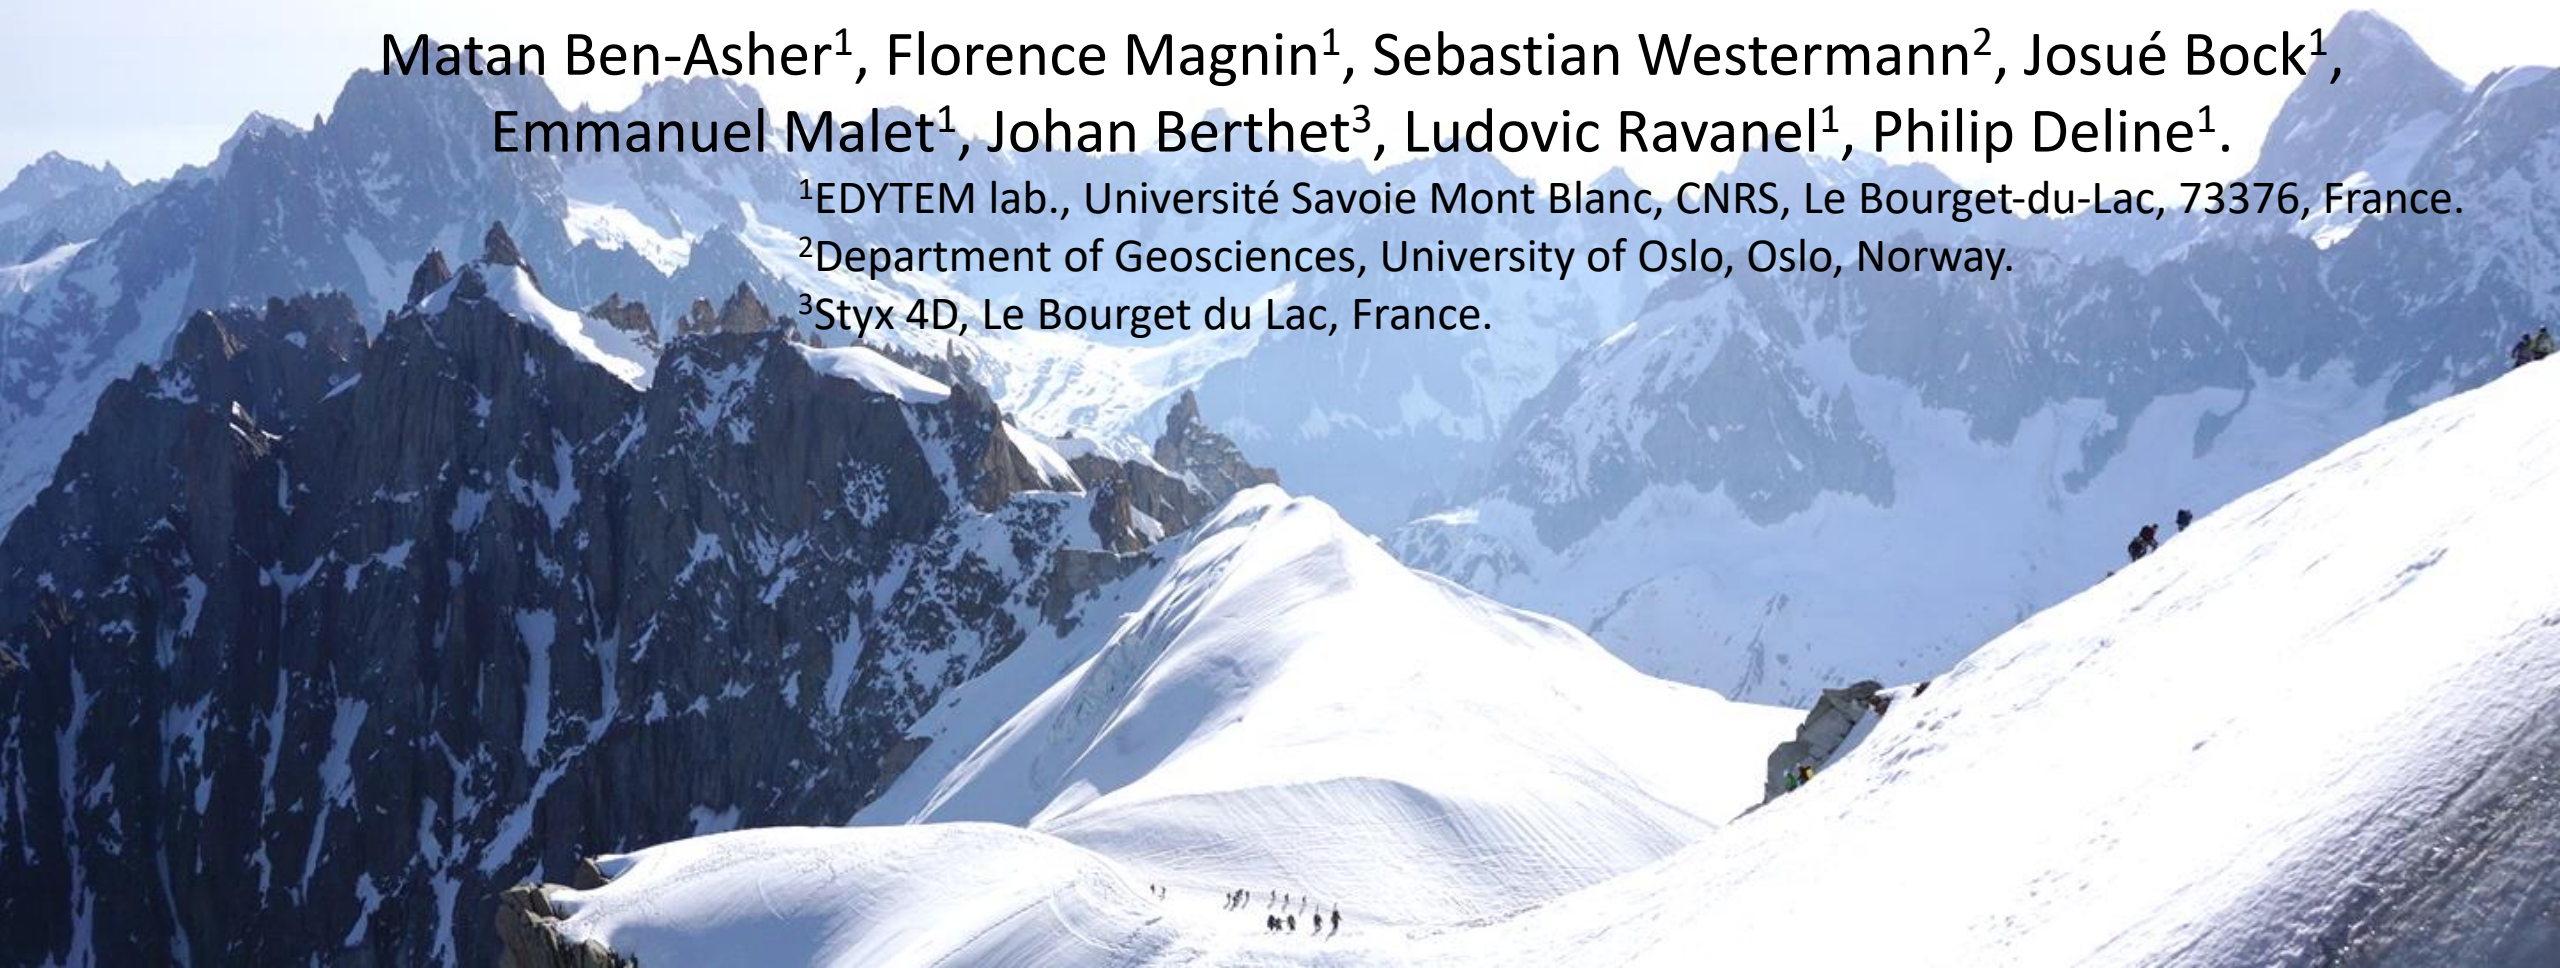 Matan Ben-Asher¹, Florence Magnin¹, Sebastian Westermann², Josué Bock¹,
Emmanuel Malet¹, Johan Berthet³, Ludovic Ravanel¹, Philip Deline¹.
¹EDYTEM lab., Université Savoie Mont Blanc, CNRS, Le Bourget-du-Lac, 73376, France.
²Department of Geosciences, University of Oslo, Oslo, Norway.
³Styx 4D, Le Bourget du Lac, France.